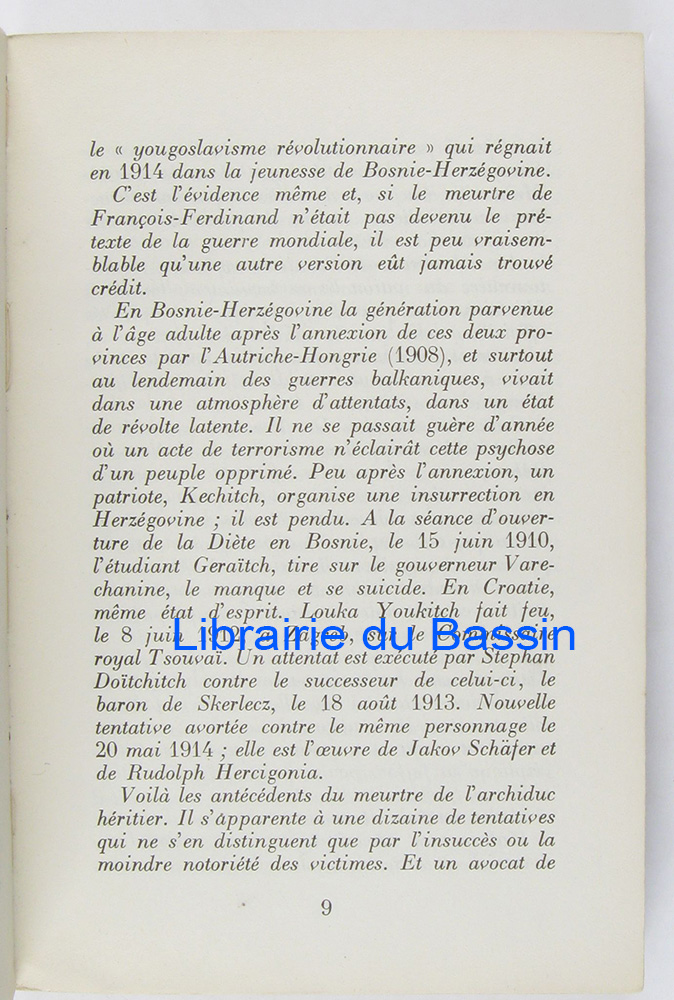 le « yougoslavisme révolutionnaire » qui régnait
en 1914 dans la jeunesse de Bosnie-Herzégovine.
C'est l'évidence même et, si le meurtre de
François-Ferdinand n'était pas devenu le pré-
texte de la guerre mondiale, il est peu vraisem-
blable qu'une autre version eût jamais trouvé
crédit.
En Bosnie-Herzégovine la génération parvenue
à l'âge adulte après l'annexion de ces deux pro-
vinces par l'Autriche-Hongrie (1908), et surtout
au lendemain des guerres balkaniques, vivait
dans une atmosphère d'attentats, dans un état
de révolte latente. Il ne se passait guère d'année
où un acte de terrorisme n'éclairât cette psychose
d'un peuple opprimé. Peu après l'annexion, un
patriote, Kechitch, organise une insurrection en
Herzégovine ; il est pendu. A la séance d'ouver-
ture de la Diète en Bosnie, le 15 juin 1910,
l'étudiant Geraïtch, tire sur le gouverneur Vare-
chanine, le manque et se suicide. En Croatie,
même état d'esprit. Louka Youkitch fait feu,
le 8 juin 1912, à Zagreb, sur le Commissaire
Librairie du Bassin
royal Tsouvaï. Un attentat est exécuté par Stephan
Doïtchitch contre le successeur de celui-ci, le
baron de Skerlecz, le 18 août 1913. Nouvelle
tentative avortée contre le même personnage le
20 mai 1914 ; elle est l'œuvre de Jakov Schäfer et
de Rudolph Hercigonia.
Voilà les antécédents du meurtre de l'archiduc
héritier. Il s'apparente à une dizaine de tentatives
qui ne s'en distinguent que par l'insuccès ou la
moindre notoriété des victimes. Et un avocat de
9